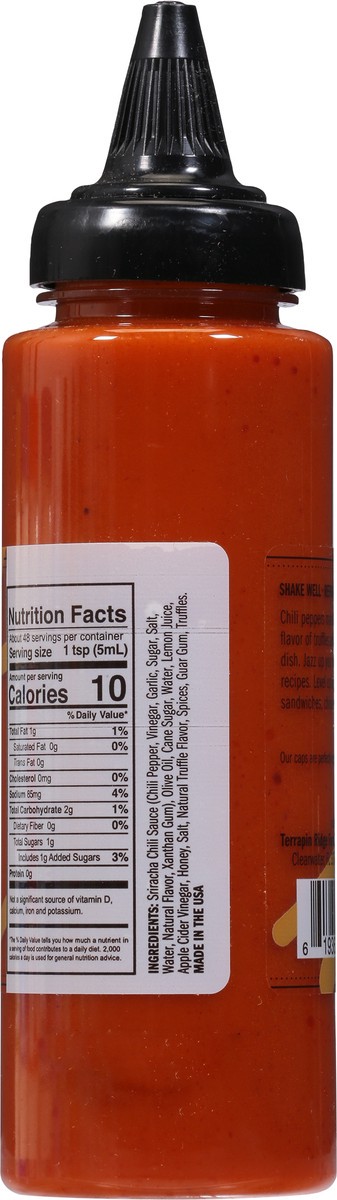 Nutrition Facts
About 48 servings per container
Serving size 1 tsp (5mL)
Amount per serving
Calories 10
% Daily Value*
Total Fat 1g 1%
Saturated Fat 0g 0%
Trans Fat 0g
Cholesterol 0mg 0%
Sodium 85mg 4%
Total Carbohydrate 2g 1%
Dietary Fiber 0g 0%
Total Sugars 1g
Includes 1g Added Sugars 3%
Protein 0g
Not a significant source of vitamin D,
calcium, iron and potassium.
*The % Daily Value tells you how much a nutrient in
a serving of food contributes to a daily diet. 2,000
calories a day is used for general nutrition advice.
INGREDIENTS: Sriracha Chili Sauce (Chili Pepper, Vinegar, Garlic, Sugar, Salt,
Water, Natural Flavor, Xanthan Gum), Olive Oil, Cane Sugar, Water, Lemon Juice,
Apple Cider Vinegar, Honey, Salt, Natural Truffle Flavor, Spices, Guar Gum, Truffles.
MADE IN THE USA
SHAKE WELL
Chili peppers
flavor of truffles
dish. Jazz up
recipes.
sandwiches,
Our caps are
Terrapin Ridge
Clearwater,
6